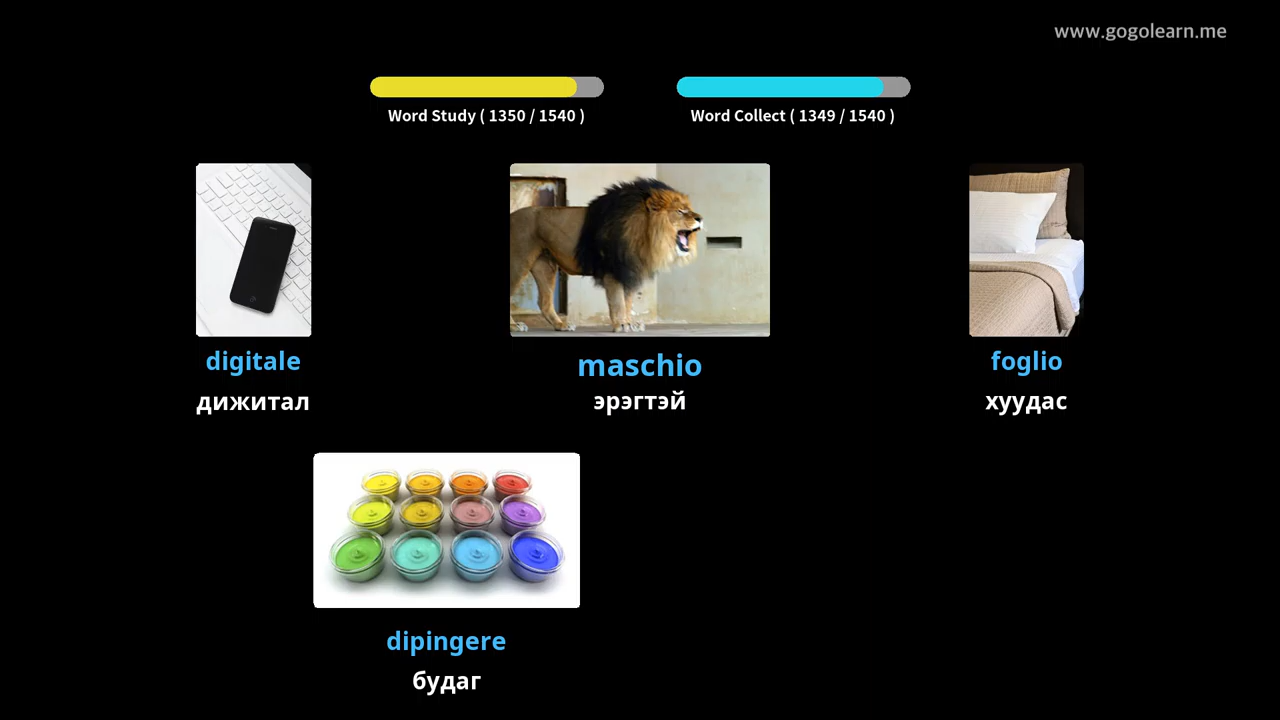 www.gogolearn.me
Word Study ( 1350 / 1540 )
Word Collect ( 1349 / 1540 )
digitale
дижитал
maschio
эрэгтэй
foglio
хуудас
dipingere
будаг